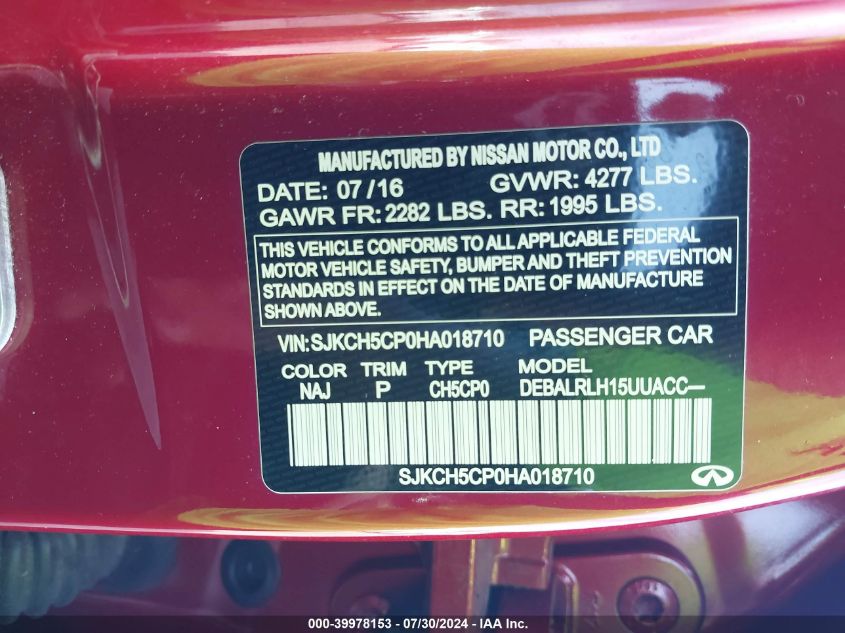 MANUFACTURED BY NISSAN MOTOR CO., LTD
DATE: 07/16 GVWR: 4277 LBS.
GAWR FR: 2282 LBS. RR: 1995 LBS.
THIS VEHICLE CONFORMS TO ALL APPLICABLE FEDERAL
MOTOR VEHICLE SAFETY, BUMPER AND THEFT PREVENTION
STANDARDS IN EFFECT ON THE DATE OF MANUFACTURE
SHOWN ABOVE.
VIN: SJKCH5CP0HA018710 PASSENGER CAR
COLOR TRIM TYPE MODEL
NAJ P CH5CP0 DEBALRLH15UUACC—
SJKCH5CP0HA018710
000-39978153 - 07/30/2024 - IAA Inc.